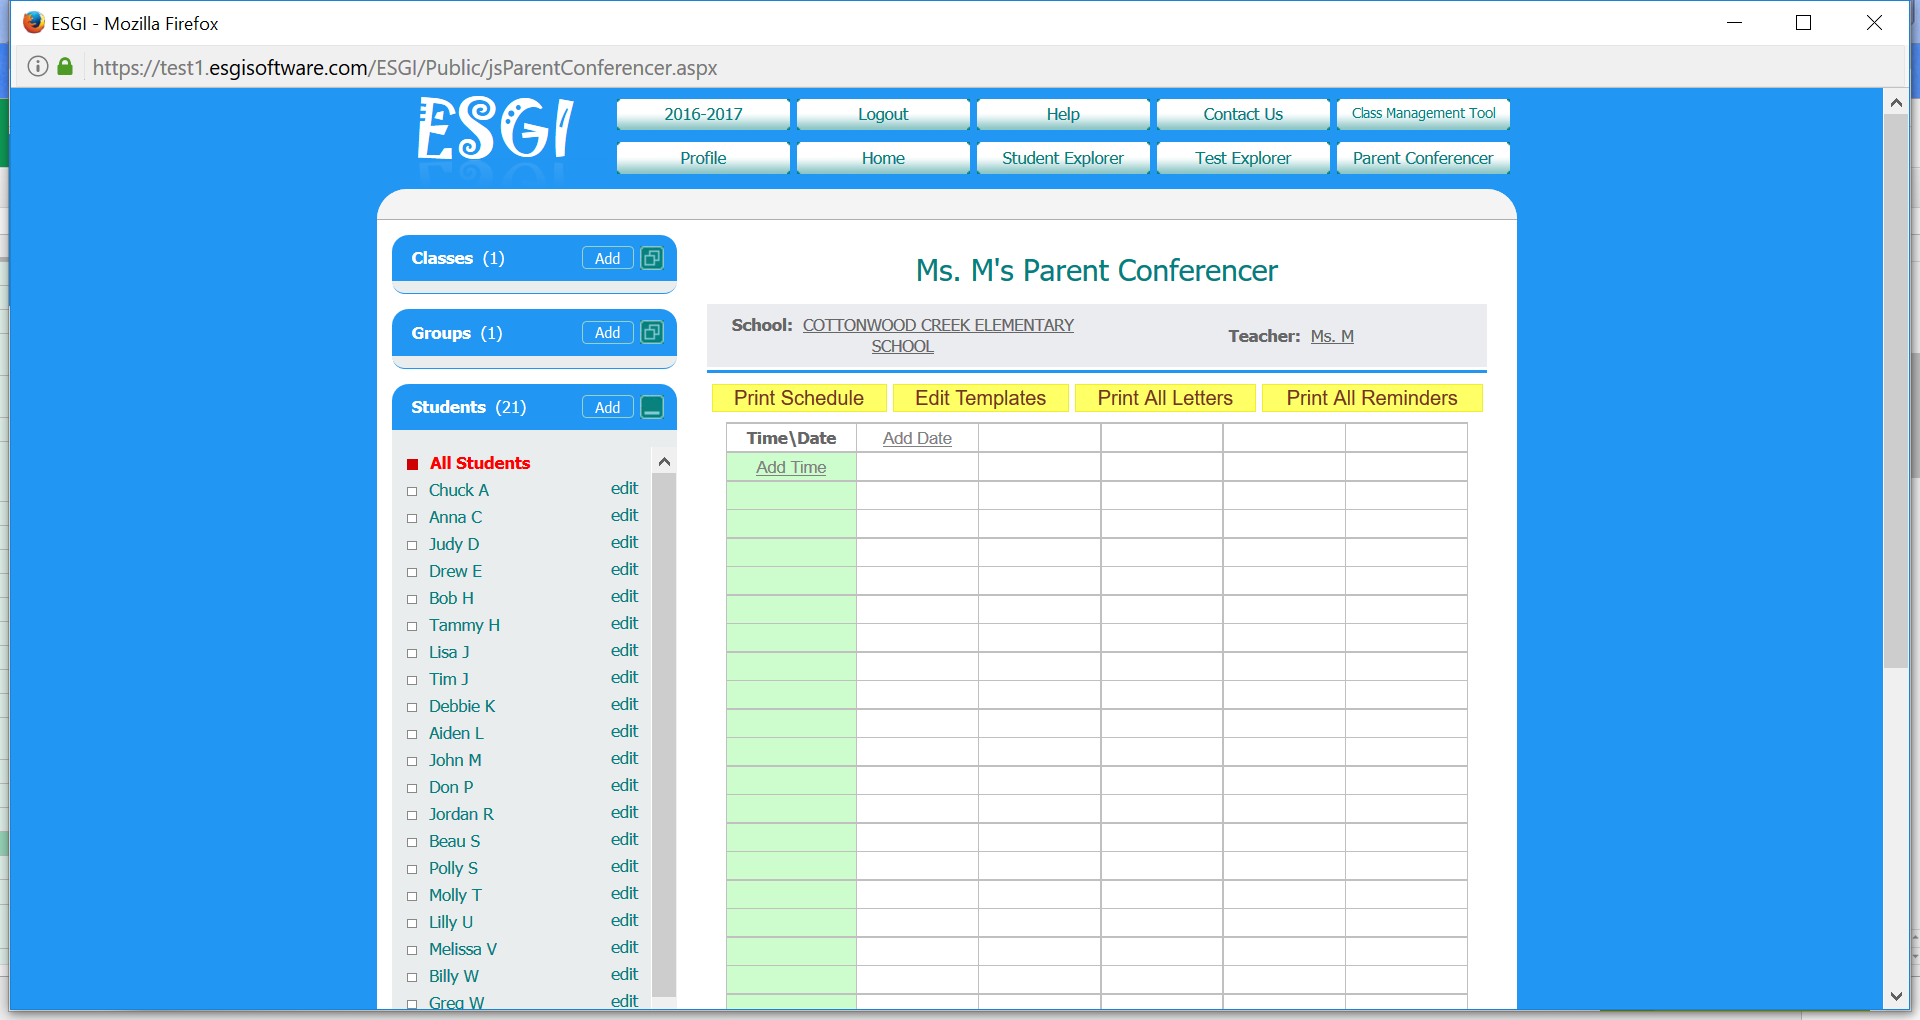 ESGI - Mozilla Firefox
https://test1.esgisoftware.com/ESGI/Public/jsParentConferencer.aspx
ESGI
2016-2017
Logout
Help
Contact Us
Class Management Tool
Profile
Home
Student Explorer
Test Explorer
Parent Conferencer
Classes (1)
Add
Groups (1)
Add
Students (21)
Add
All Students
Chuck A edit
Anna C edit
Judy D edit
Drew E edit
Bob H edit
Tammy H edit
Lisa J edit
Tim J edit
Debbie K edit
Aiden L edit
John M edit
Don P edit
Jordan R edit
Beau S edit
Polly S edit
Molly T edit
Lilly U edit
Melissa V edit
Billy W edit
Greg W edit
Ms. M's Parent Conferencer
School: COTTONWOOD CREEK ELEMENTARY
SCHOOL
Teacher: Ms. M
Print Schedule
Edit Templates
Print All Letters
Print All Reminders
Time\Date
Add Date
Add Time